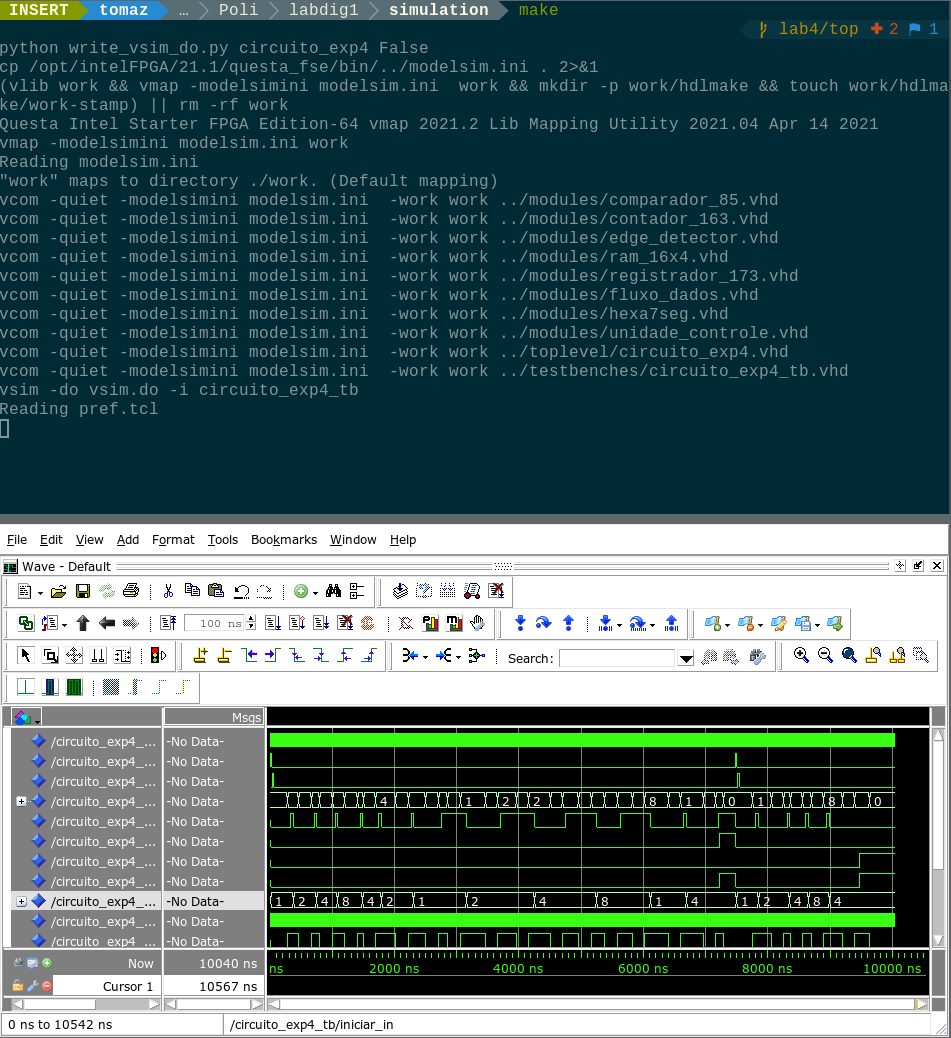 INSERT tomaz … Poli labdig1 simulation make
lab4/top 2 1
python write_vsim_do.py circuito_exp4 False
cp /opt/intelFPGA/21.1/questa_fse/bin/../modelsim.ini . 2>&1
(vlib work && vmap -modelsimini modelsim.ini  work && mkdir -p work/hdlmake && touch work/hdlma
ke/work-stamp) || rm -rf work
Questa Intel Starter FPGA Edition-64 vmap 2021.2 Lib Mapping Utility 2021.04 Apr 14 2021
vmap -modelsimini modelsim.ini work
Reading modelsim.ini
"work" maps to directory ./work. (Default mapping)
vcom -quiet -modelsimini modelsim.ini  -work work ../modules/comparador_85.vhd
vcom -quiet -modelsimini modelsim.ini  -work work ../modules/contador_163.vhd
vcom -quiet -modelsimini modelsim.ini  -work work ../modules/edge_detector.vhd
vcom -quiet -modelsimini modelsim.ini  -work work ../modules/ram_16x4.vhd
vcom -quiet -modelsimini modelsim.ini  -work work ../modules/registrador_173.vhd
vcom -quiet -modelsimini modelsim.ini  -work work ../modules/fluxo_dados.vhd
vcom -quiet -modelsimini modelsim.ini  -work work ../modules/hexa7seg.vhd
vcom -quiet -modelsimini modelsim.ini  -work work ../modules/unidade_controle.vhd
vcom -quiet -modelsimini modelsim.ini  -work work ../toplevel/circuito_exp4.vhd
vcom -quiet -modelsimini modelsim.ini  -work work ../testbenches/circuito_exp4_tb.vhd
vsim -do vsim.do -i circuito_exp4_tb
Reading pref.tcl
File Edit View Add Format Tools Bookmarks Window Help
Wave - Default
100 ns
Search:
Msgs
/circuito_exp4_... -No Data-
/circuito_exp4_... -No Data-
/circuito_exp4_... -No Data-
/circuito_exp4_... -No Data- 4 1 2 2 8 1 0 1 8 0
/circuito_exp4_... -No Data-
/circuito_exp4_... -No Data-
/circuito_exp4_... -No Data-
/circuito_exp4_... -No Data-
/circuito_exp4_... -No Data- 1 2 4 8 4 2 1 2 4 8 1 4 1 2 4 8 4
/circuito_exp4_... -No Data-
/circuito_exp4_... -No Data-
Now 10040 ns ns 2000 ns 4000 ns 6000 ns 8000 ns 10000 ns
Cursor 1 10567 ns
0 ns to 10542 ns /circuito_exp4_tb/iniciar_in